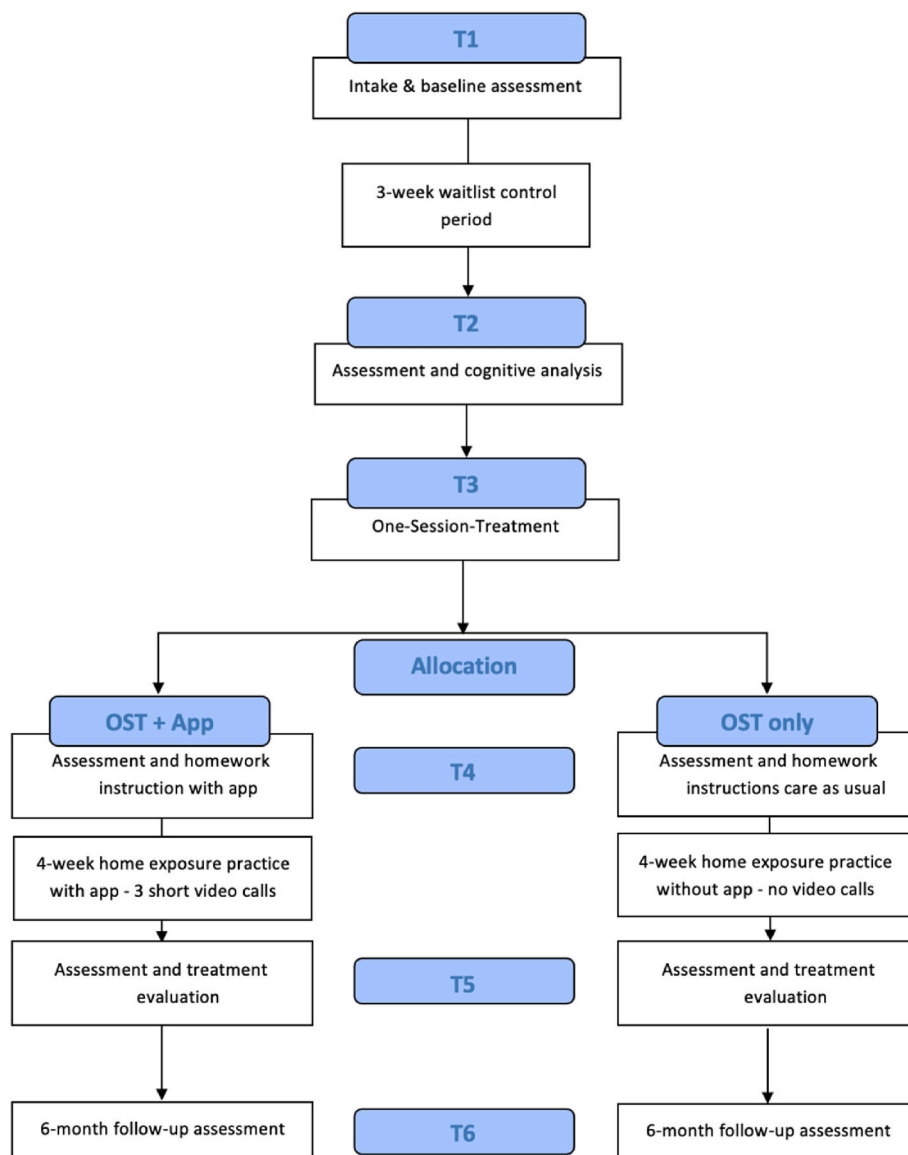 T1
Intake & baseline assessment
3-week waitlist control
period
T2
Assessment and cognitive analysis
T3
One-Session-Treatment
Allocation
OST + App
Assessment and homework
instruction with app
4-week home exposure practice
with app - 3 short video calls
Assessment and treatment
evaluation
6-month follow-up assessment
T4
T5
T6
OST only
Assessment and homework
instructions care as usual
4-week home exposure practice
without app - no video calls
Assessment and treatment
evaluation
6-month follow-up assessment